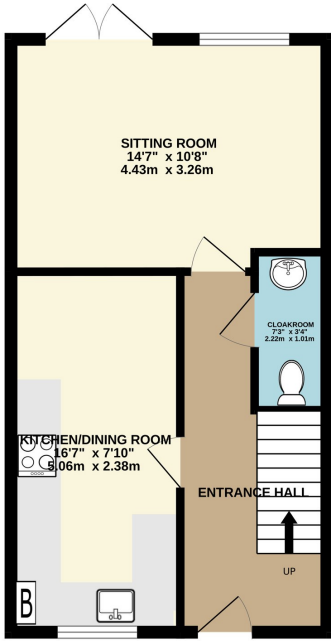 SITTING ROOM
14'7" x 10'8"
4.43m x 3.26m
CLOAKROOM
7'3" x 3'4"
2.22m x 1.01m
KITCHEN/DINING ROOM
16'7" x 7'10"
5.06m x 2.38m
ENTRANCE HALL
UP
B